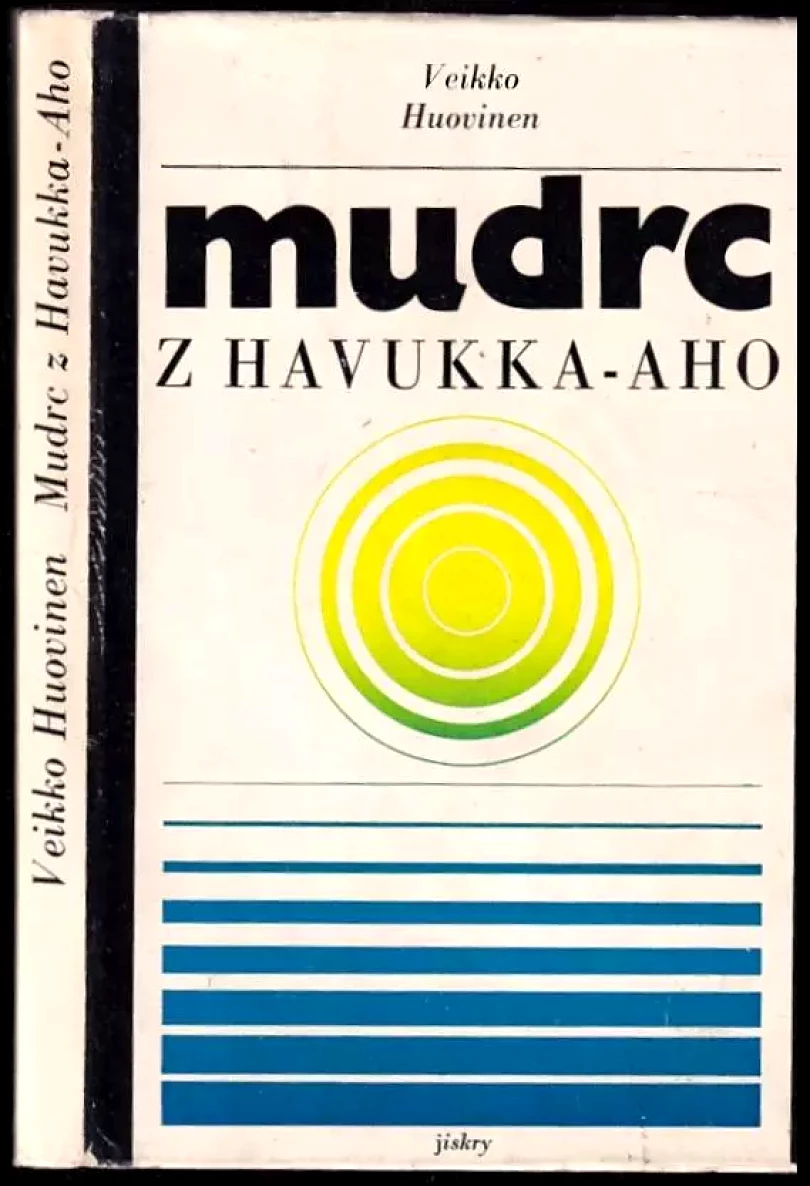 Veikko Huovinen Mudrc z Havukka-Aho
Veikko
Huovinen
mudrc
Z HAVUKKA-AHO
jiskry